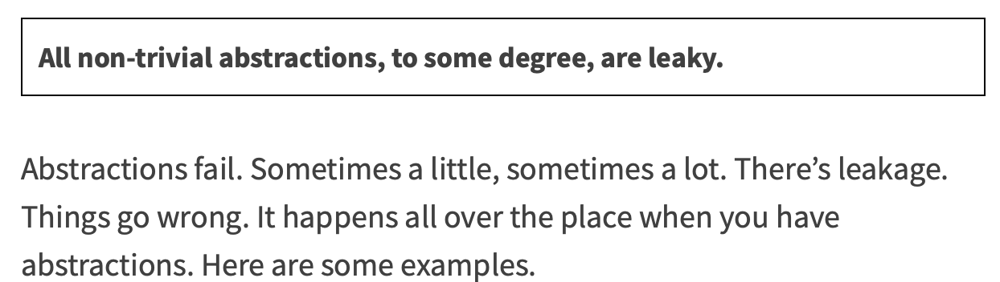 All non-trivial abstractions, to some degree, are leaky.
Abstractions fail. Sometimes a little, sometimes a lot. There’s leakage.
Things go wrong. It happens all over the place when you have
abstractions. Here are some examples.